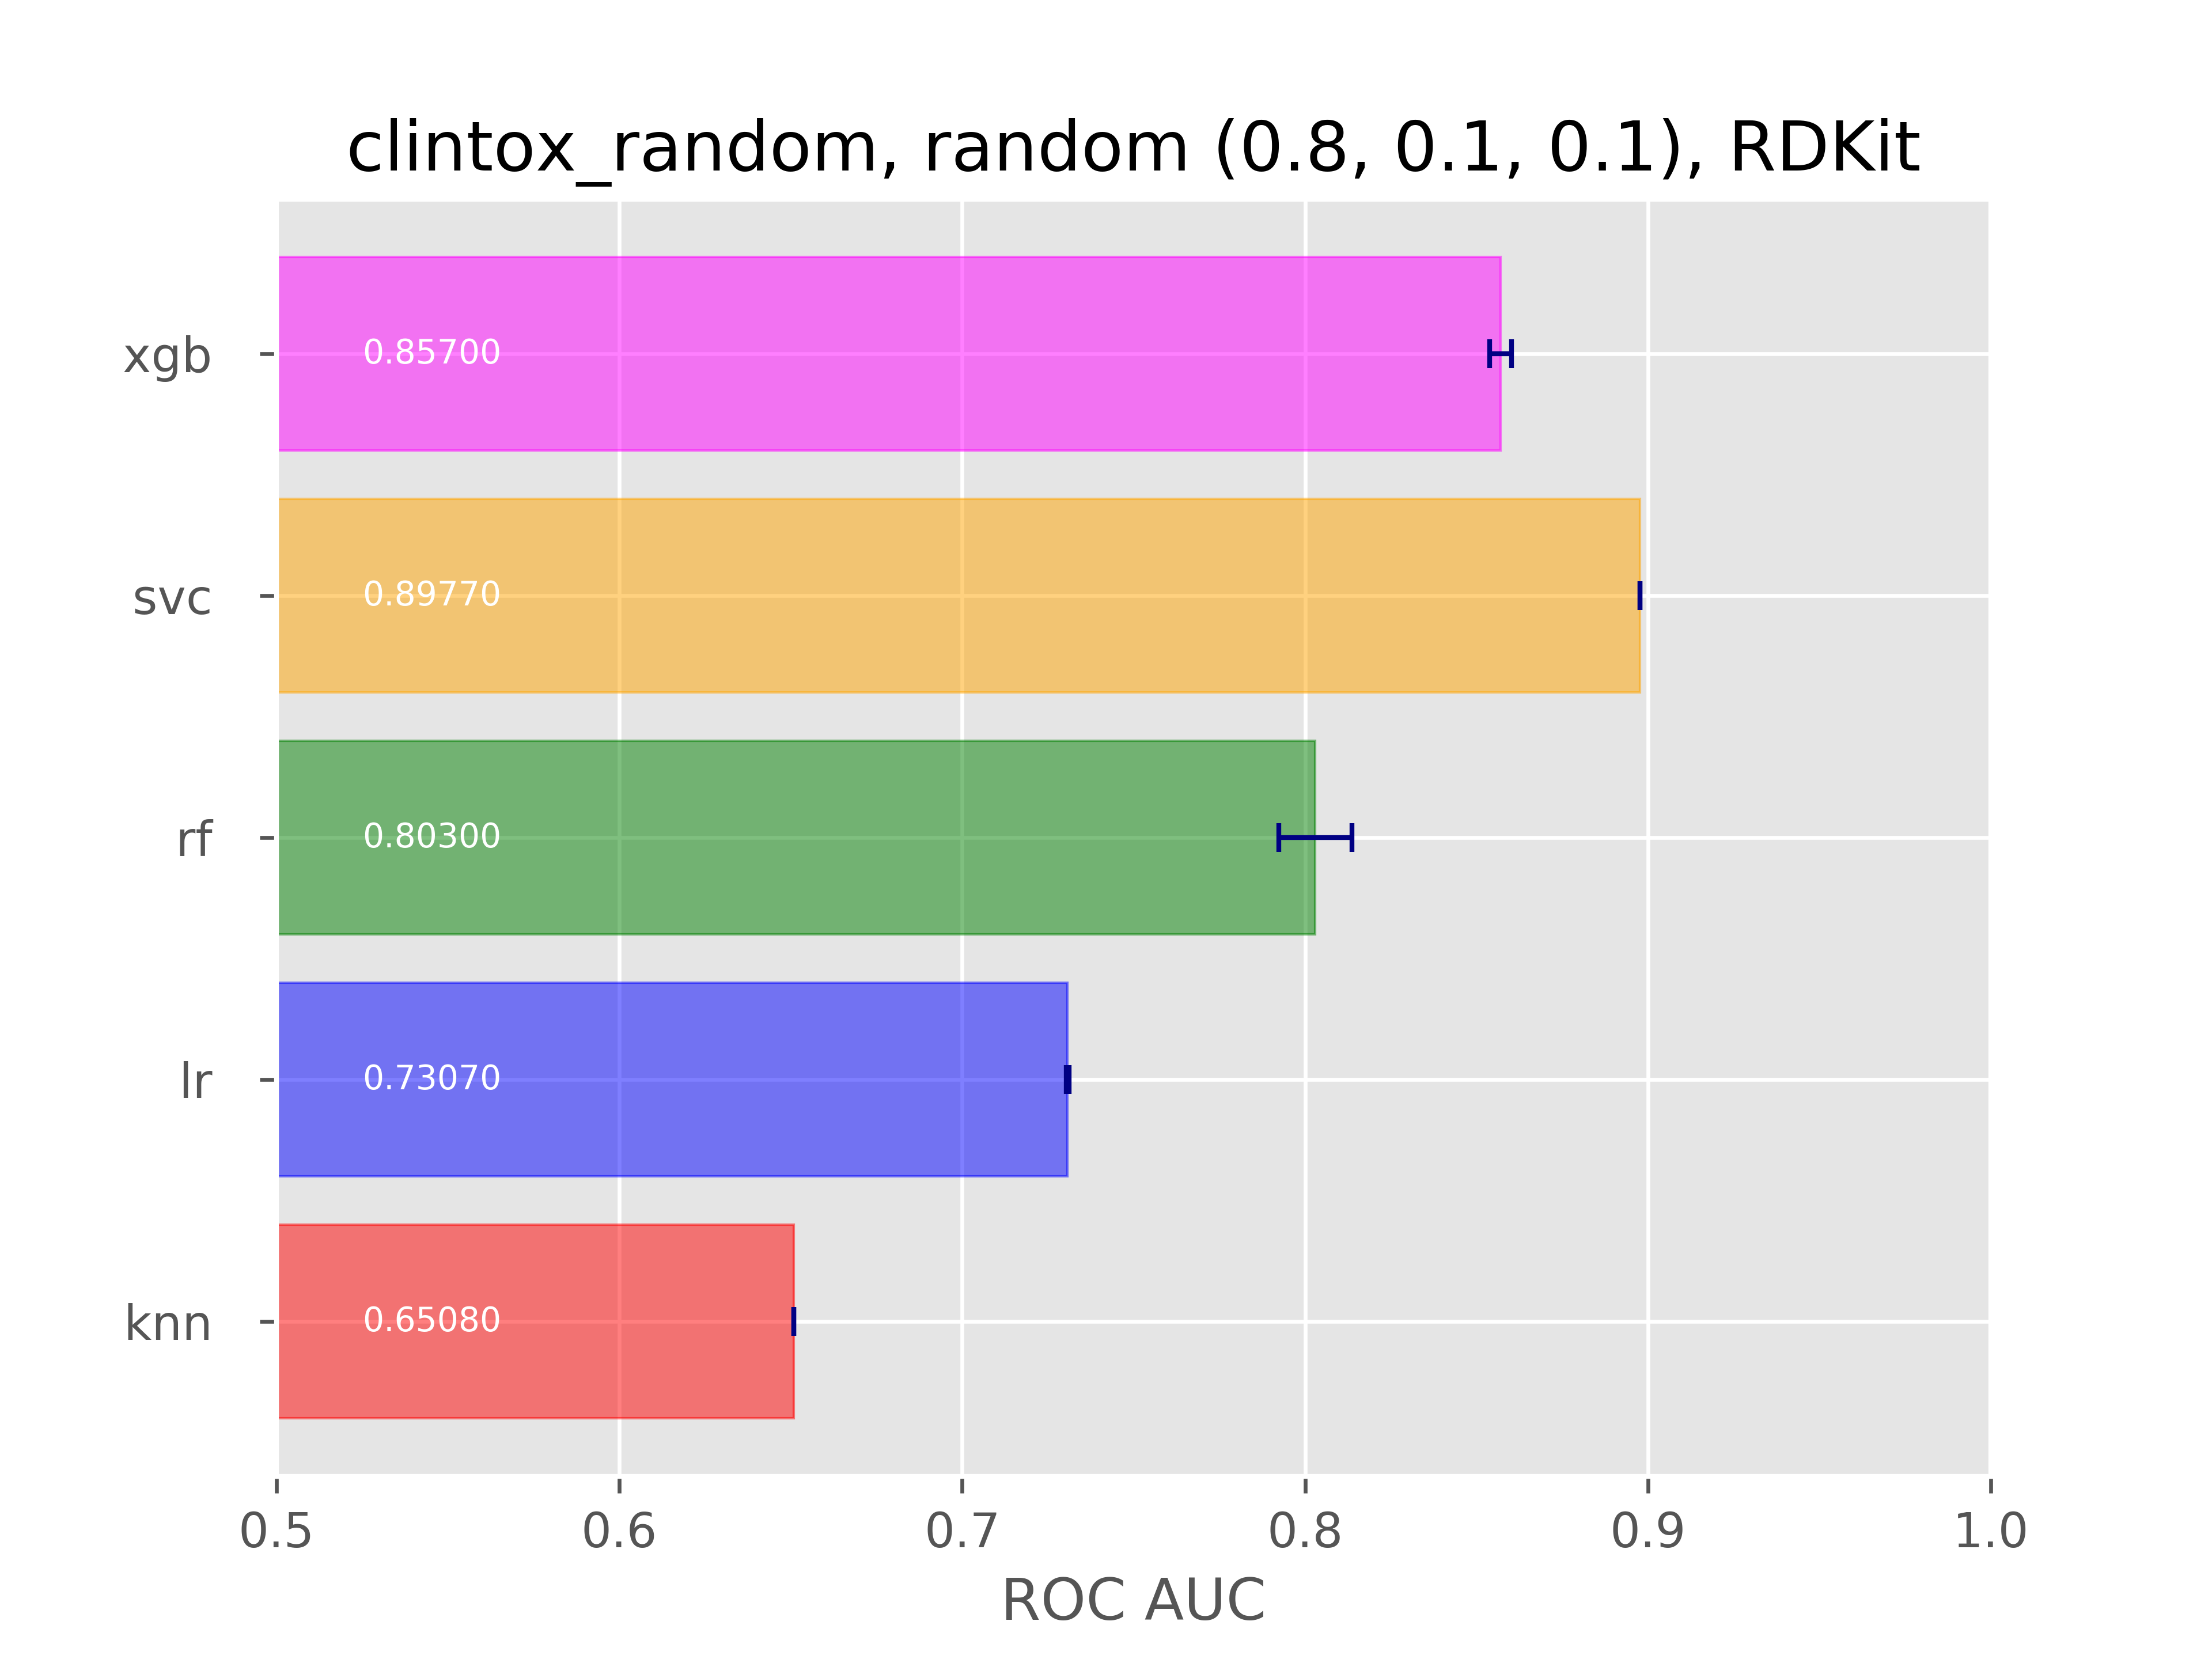 clintox_random, random (0.8, 0.1, 0.1), RDKit
xgb
0.85700
svc
0.89770
rf
0.80300
lr
0.73070
knn
0.65080
0.5 0.6 0.7 0.8 0.9 1.0
ROC AUC